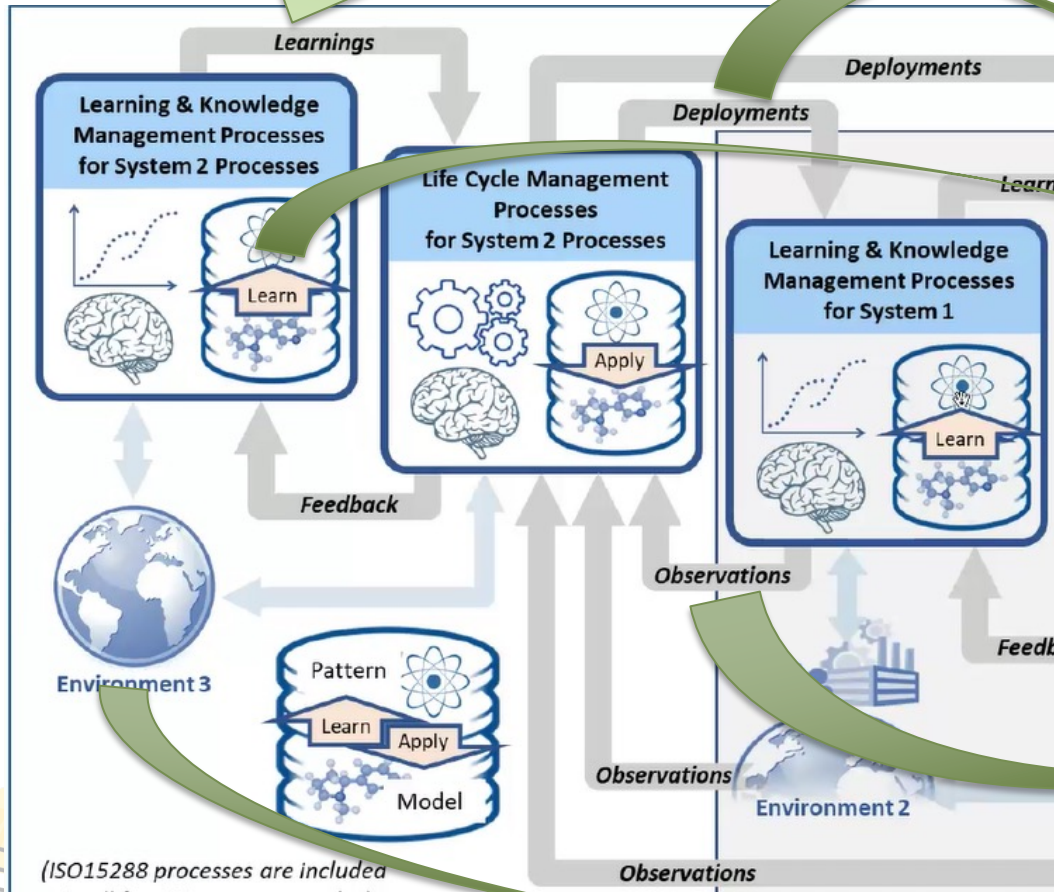 Learnings
Deployments
Deployments
Learning & Knowledge
Management Processes
for System 2 Processes
Learn
Life Cycle Management
Processes
for System 2 Processes
Apply
Learn
Learning & Knowledge
Management Processes
for System 1
Learn
Feedback
Observations
Feedb
Environment 3
Pattern
Learn
Apply
Model
Observations
Environment 2
Observations
(ISO15288 processes are included